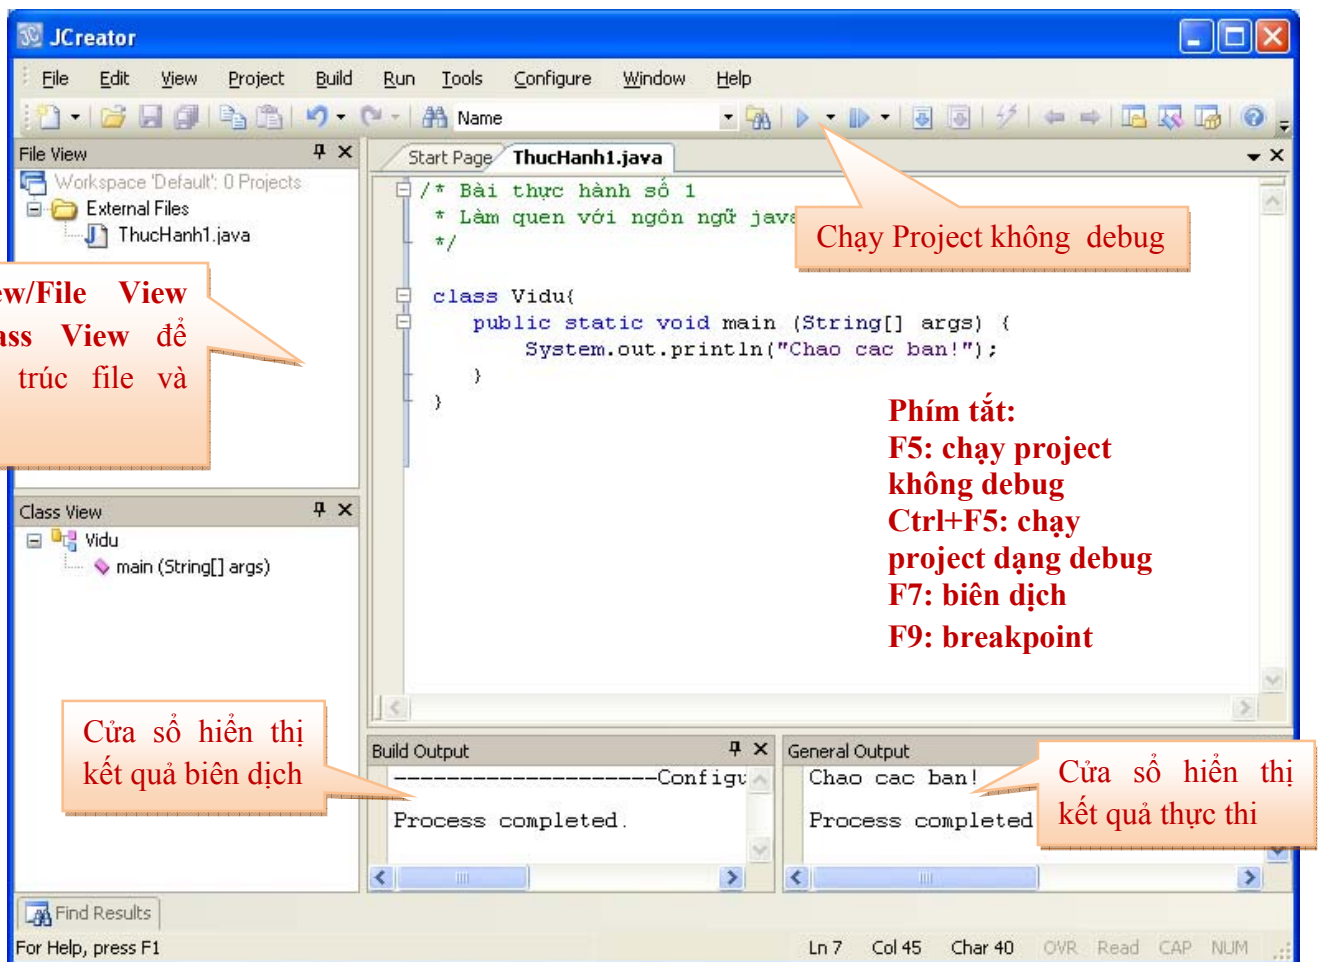 JCreator
File Edit View Project Build Run Tools Configure Window Help
Name
File View
Workspace 'Default': 0 Projects
External Files
ThucHanh1.java
Start Page ThucHanh1.java
/* Bài thực hành số 1
* Làm quen với ngôn ngữ java
*/
class Vidu{
public static void main (String[] args) {
System.out.println("Chao cac ban!");
}
}
Chạy Project không debug
View
View để
trúc file và
Phím tắt:
F5: chạy project
không debug
Ctrl+F5: chạy
project dạng debug
F7: biên dịch
F9: breakpoint
Class View
Vidu
main (String[] args)
Cửa sổ hiển thị
kết quả biên dịch
Build Output
--------------------Configu
Process completed.
General Output
Chao cac ban!
Process completed
Cửa sổ hiển thị
kết quả thực thi
Find Results
For Help, press F1
Ln 7 Col 45 Char 40 OVR Read CAP NUM